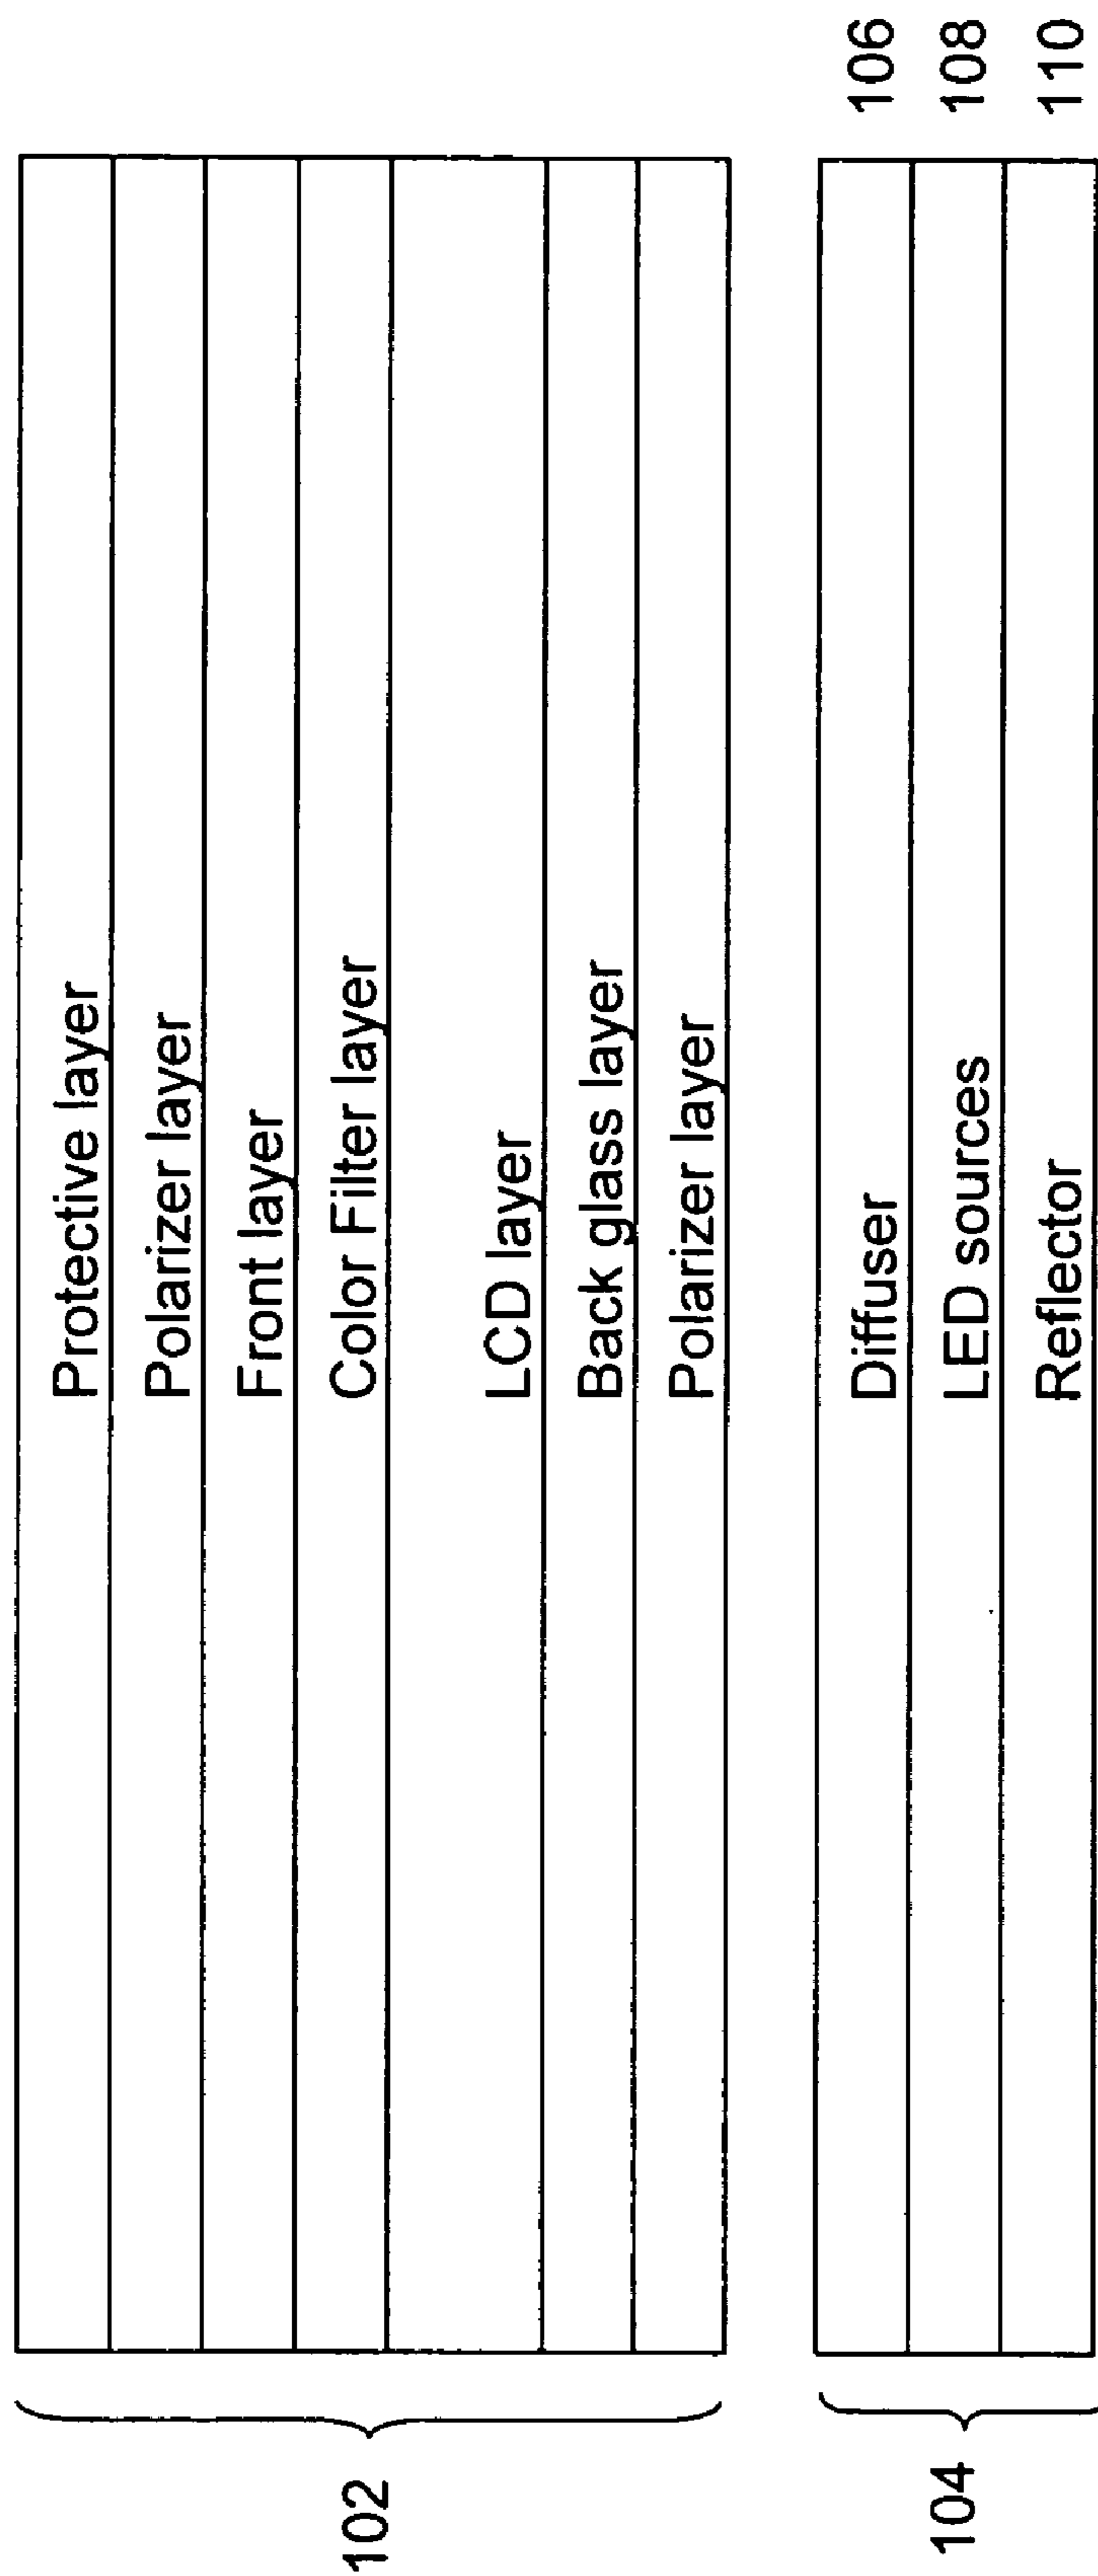 Protective layer
Polarizer layer
Front layer
Color Filter layer
LCD layer
Back glass layer
Polarizer layer
102
Diffuser 106
LED sources 108
Reflector 110
104